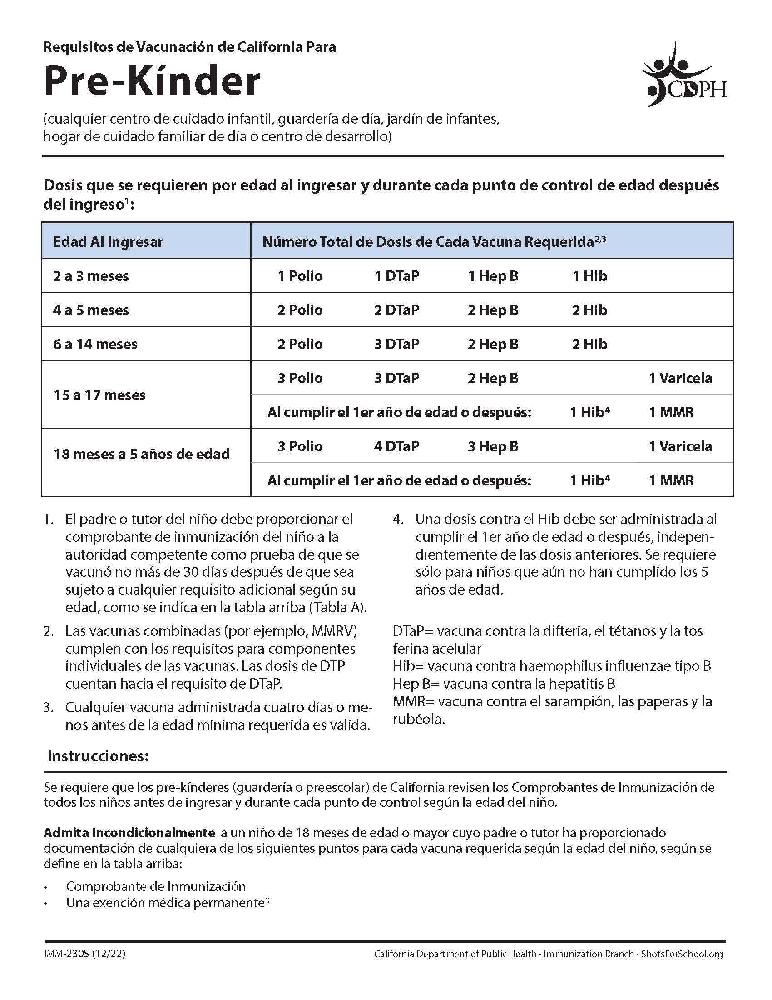 Requisitos de Vacunación de California Para
Pre-Kínder
CDPH
(cualquier centro de cuidado infantil, guardería de día, jardín de infantes,
hogar de cuidado familiar de día o centro de desarrollo)
Dosis que se requieren por edad al ingresar y durante cada punto de control de edad después
del ingreso¹:
Edad Al Ingresar Número Total de Dosis de Cada Vacuna Requerida²,³
2 a 3 meses 1 Polio 1 DTaP 1 Hep B 1 Hib
4 a 5 meses 2 Polio 2 DTaP 2 Hep B 2 Hib
6 a 14 meses 2 Polio 3 DTaP 2 Hep B 2 Hib
15 a 17 meses
3 Polio 3 DTaP 2 Hep B 1 Varicela
Al cumplir el 1er año de edad o después: 1 Hib⁴ 1 MMR
18 meses a 5 años de edad
3 Polio 4 DTaP 3 Hep B 1 Varicela
Al cumplir el 1er año de edad o después: 1 Hib⁴ 1 MMR
1. El padre o tutor del niño debe proporcionar el
comprobante de inmunización del niño a la
autoridad competente como prueba de que se
vacunó no más de 30 días después de que sea
sujeto a cualquier requisito adicional según su
edad, como se indica en la tabla arriba (Tabla A).
2. Las vacunas combinadas (por ejemplo, MMRV)
cumplen con los requisitos para componentes
individuales de las vacunas. Las dosis de DTP
cuentan hacia el requisito de DTaP.
3. Cualquier vacuna administrada cuatro días o me-
nos antes de la edad mínima requerida es válida.
4. Una dosis contra el Hib debe ser administrada al
cumplir el 1er año de edad o después, indepen-
dientemente de las dosis anteriores. Se requiere
sólo para niños que aún no han cumplido los 5
años de edad.
DTaP= vacuna contra la difteria, el tétanos y la tos
ferina acelular
Hib= vacuna contra haemophilus influenzae tipo B
Hep B= vacuna contra la hepatitis B
MMR= vacuna contra el sarampión, las paperas y la
rubéola.
Instrucciones:
Se requiere que los pre-kínderes (guardería o preescolar) de California revisen los Comprobantes de Inmunización de
todos los niños antes de ingresar y durante cada punto de control según la edad del niño.
Admita Incondicionalmente a un niño de 18 meses de edad o mayor cuyo padre o tutor ha proporcionado
documentación de cualquiera de los siguientes puntos para cada vacuna requerida según la edad del niño, según se
define en la tabla arriba:
• Comprobante de Inmunización
• Una exención médica permanente*
IMM-230S (12/22) California Department of Public Health • Immunization Branch • ShotsForSchool.org